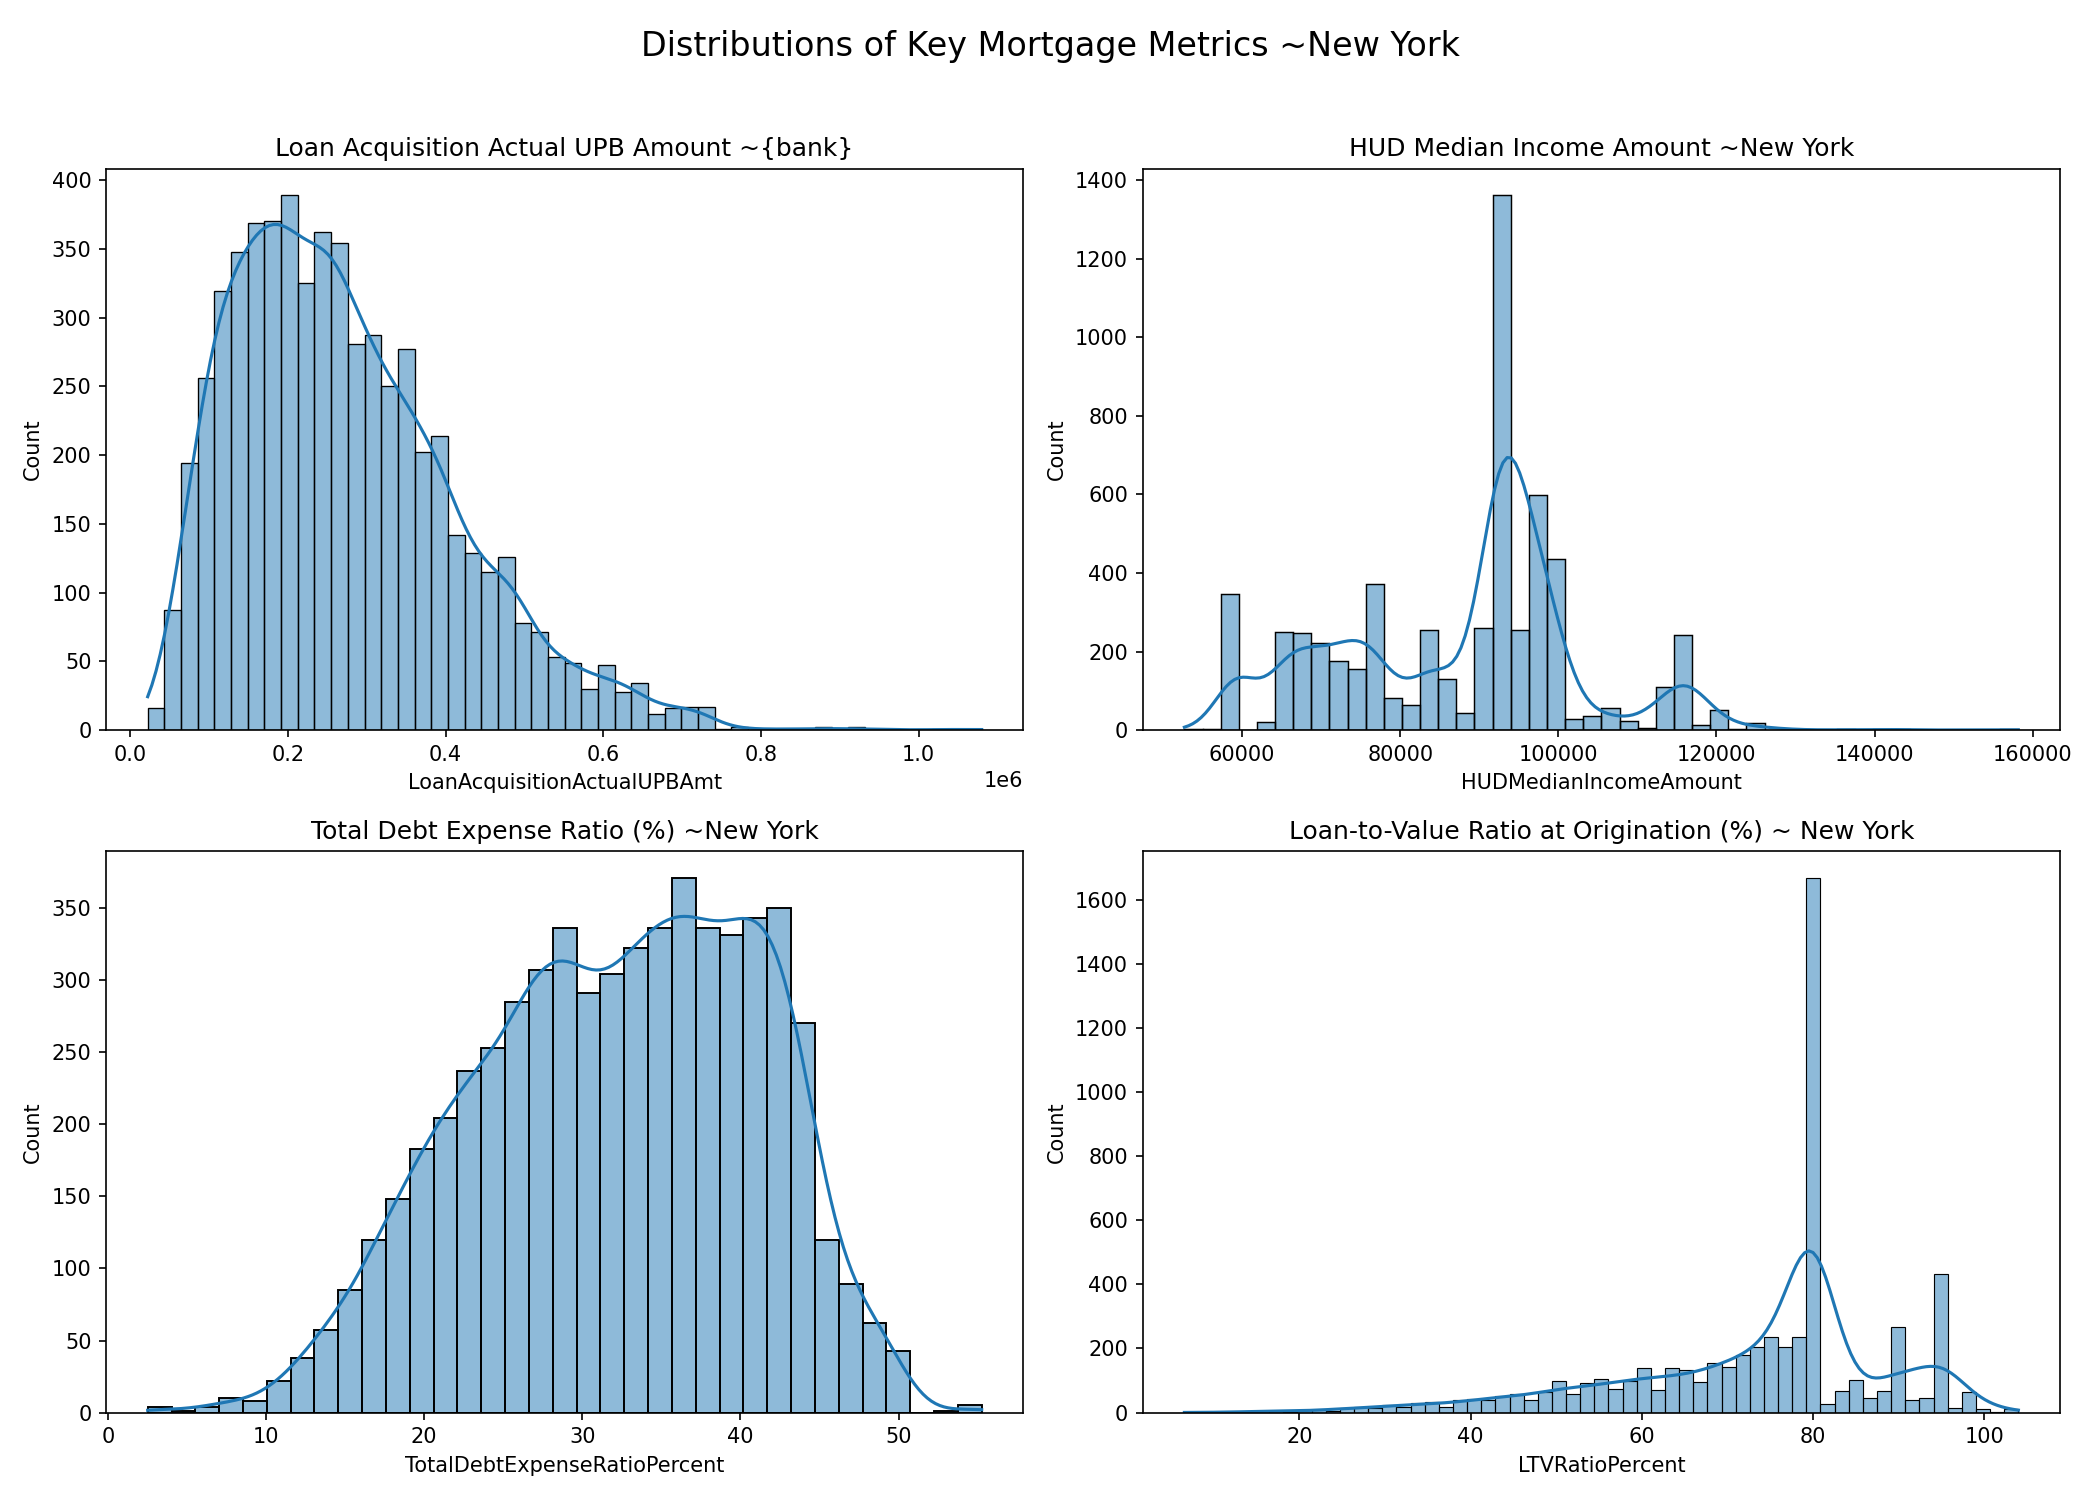 Distributions of Key Mortgage Metrics ~New York
Loan Acquisition Actual UPB Amount ~{bank}
400
350
300
250
200
150
100
50
0
Count
0.0 0.2 0.4 0.6 0.8 1.0
1e6
LoanAcquisitionActualUPBAmt
HUD Median Income Amount ~New York
1400
1200
1000
800
600
400
200
0
Count
60000 80000 100000 120000 140000 160000
HUDMedianIncomeAmount
Total Debt Expense Ratio (%) ~New York
350
300
250
200
150
100
50
0
Count
0 10 20 30 40 50
TotalDebtExpenseRatioPercent
Loan-to-Value Ratio at Origination (%) ~ New York
1600
1400
1200
1000
800
600
400
200
0
Count
20 40 60 80 100
LTVRatioPercent